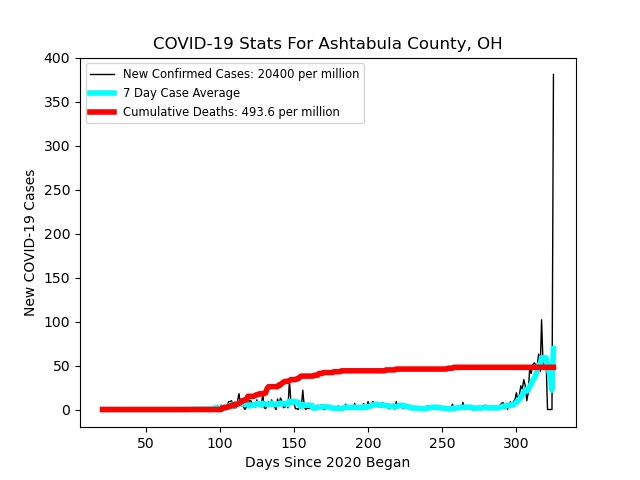 COVID-19 Stats For Ashtabula County, OH
New Confirmed Cases: 20400 per million
7 Day Case Average
Cumulative Deaths: 493.6 per million
New COVID-19 Cases
400
350
300
250
200
150
100
50
0
50 100 150 200 250 300
Days Since 2020 Began